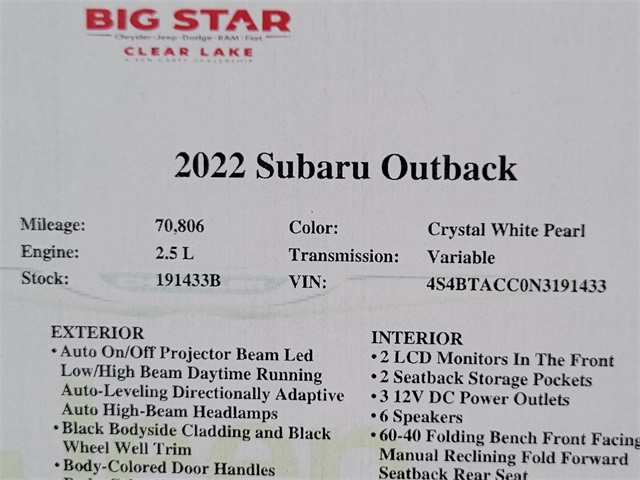 BIG STAR
Chrysler-Jeep-Dodge-RAM-Fiat
CLEAR LAKE
2022 Subaru Outback
Mileage: 70,806 Color: Crystal White Pearl
Engine: 2.5 L Transmission: Variable
Stock: 191433B VIN: 4S4BTACC0N3191433
EXTERIOR
• Auto On/Off Projector Beam Led
Low/High Beam Daytime Running
Auto-Leveling Directionally Adaptive
Auto High-Beam Headlamps
• Black Bodyside Cladding and Black
Wheel Well Trim
• Body-Colored Door Handles
INTERIOR
• 2 LCD Monitors In The Front
• 2 Seatback Storage Pockets
• 3 12V DC Power Outlets
• 6 Speakers
• 60-40 Folding Bench Front Facing
Manual Reclining Fold Forward
Seatback Rear Seat